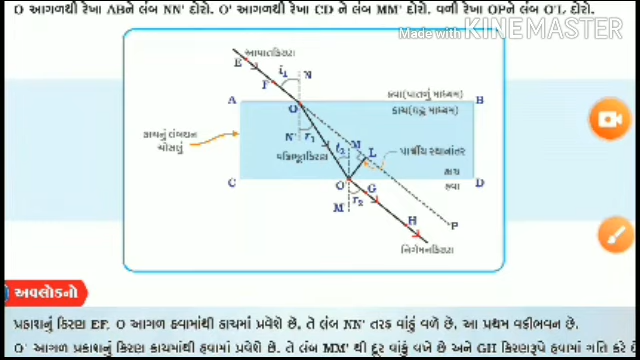 O આગળથી રેખા ABને લંબ NN' દોરો. O' આગળથી રેખા CD ને લંબ MM' દોરો. વળી રેખા OPને લંબ O'L દોરો.
Made with KINEMASTER
આપાતકિરણ
E
F
i₁
N
હવા(પાતળું માધ્યમ)
A
O
B
કાચ(ઘટ્ટ માધ્યમ)
કાચનું લંબઘન
ચોસલું
N'
r₁
વક્રિભૂતકિરણ
i₂
M
L
પાર્શ્વીય સ્થાનાંતર
કાચ
C
O'
G
D
હવા
M'
r₂
H
P
નિર્ગમનકિરણ
અવલોકનો
પ્રકાશનું કિરણ EF, O આગળ હવામાંથી કાચમાં પ્રવેશે છે. તે લંબ NN' તરફ વાંકું વળે છે. આ પ્રથમ વક્રીભવન છે.
O' આગળ પ્રકાશનું કિરણ કાચમાંથી હવામાં પ્રવેશે છે. તે લંબ MM' થી દૂર વાંકું વળે છે અને GH કિરણરૂપે હવામાં ગતિ કરે છે